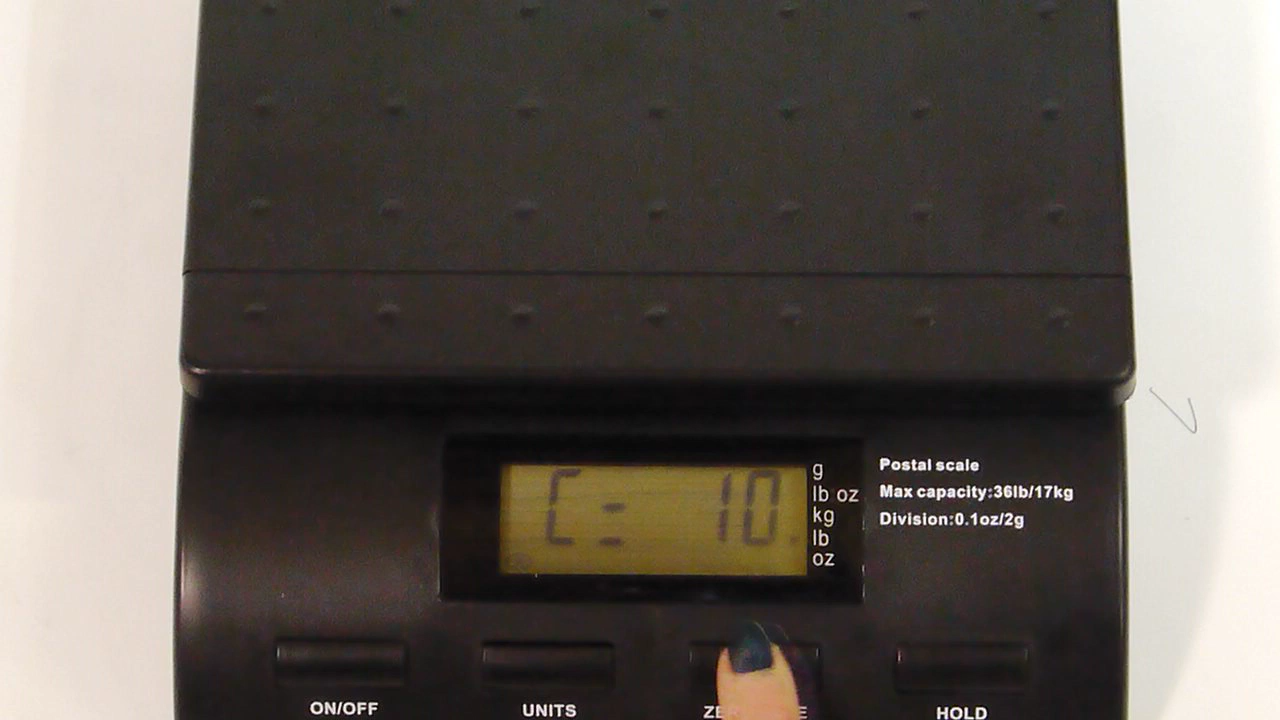 C= 10.
g
lb oz
kg
lb
oz
Postal scale
Max capacity:36lb/17kg
Division:0.1oz/2g
ON/OFF
UNITS
HOLD